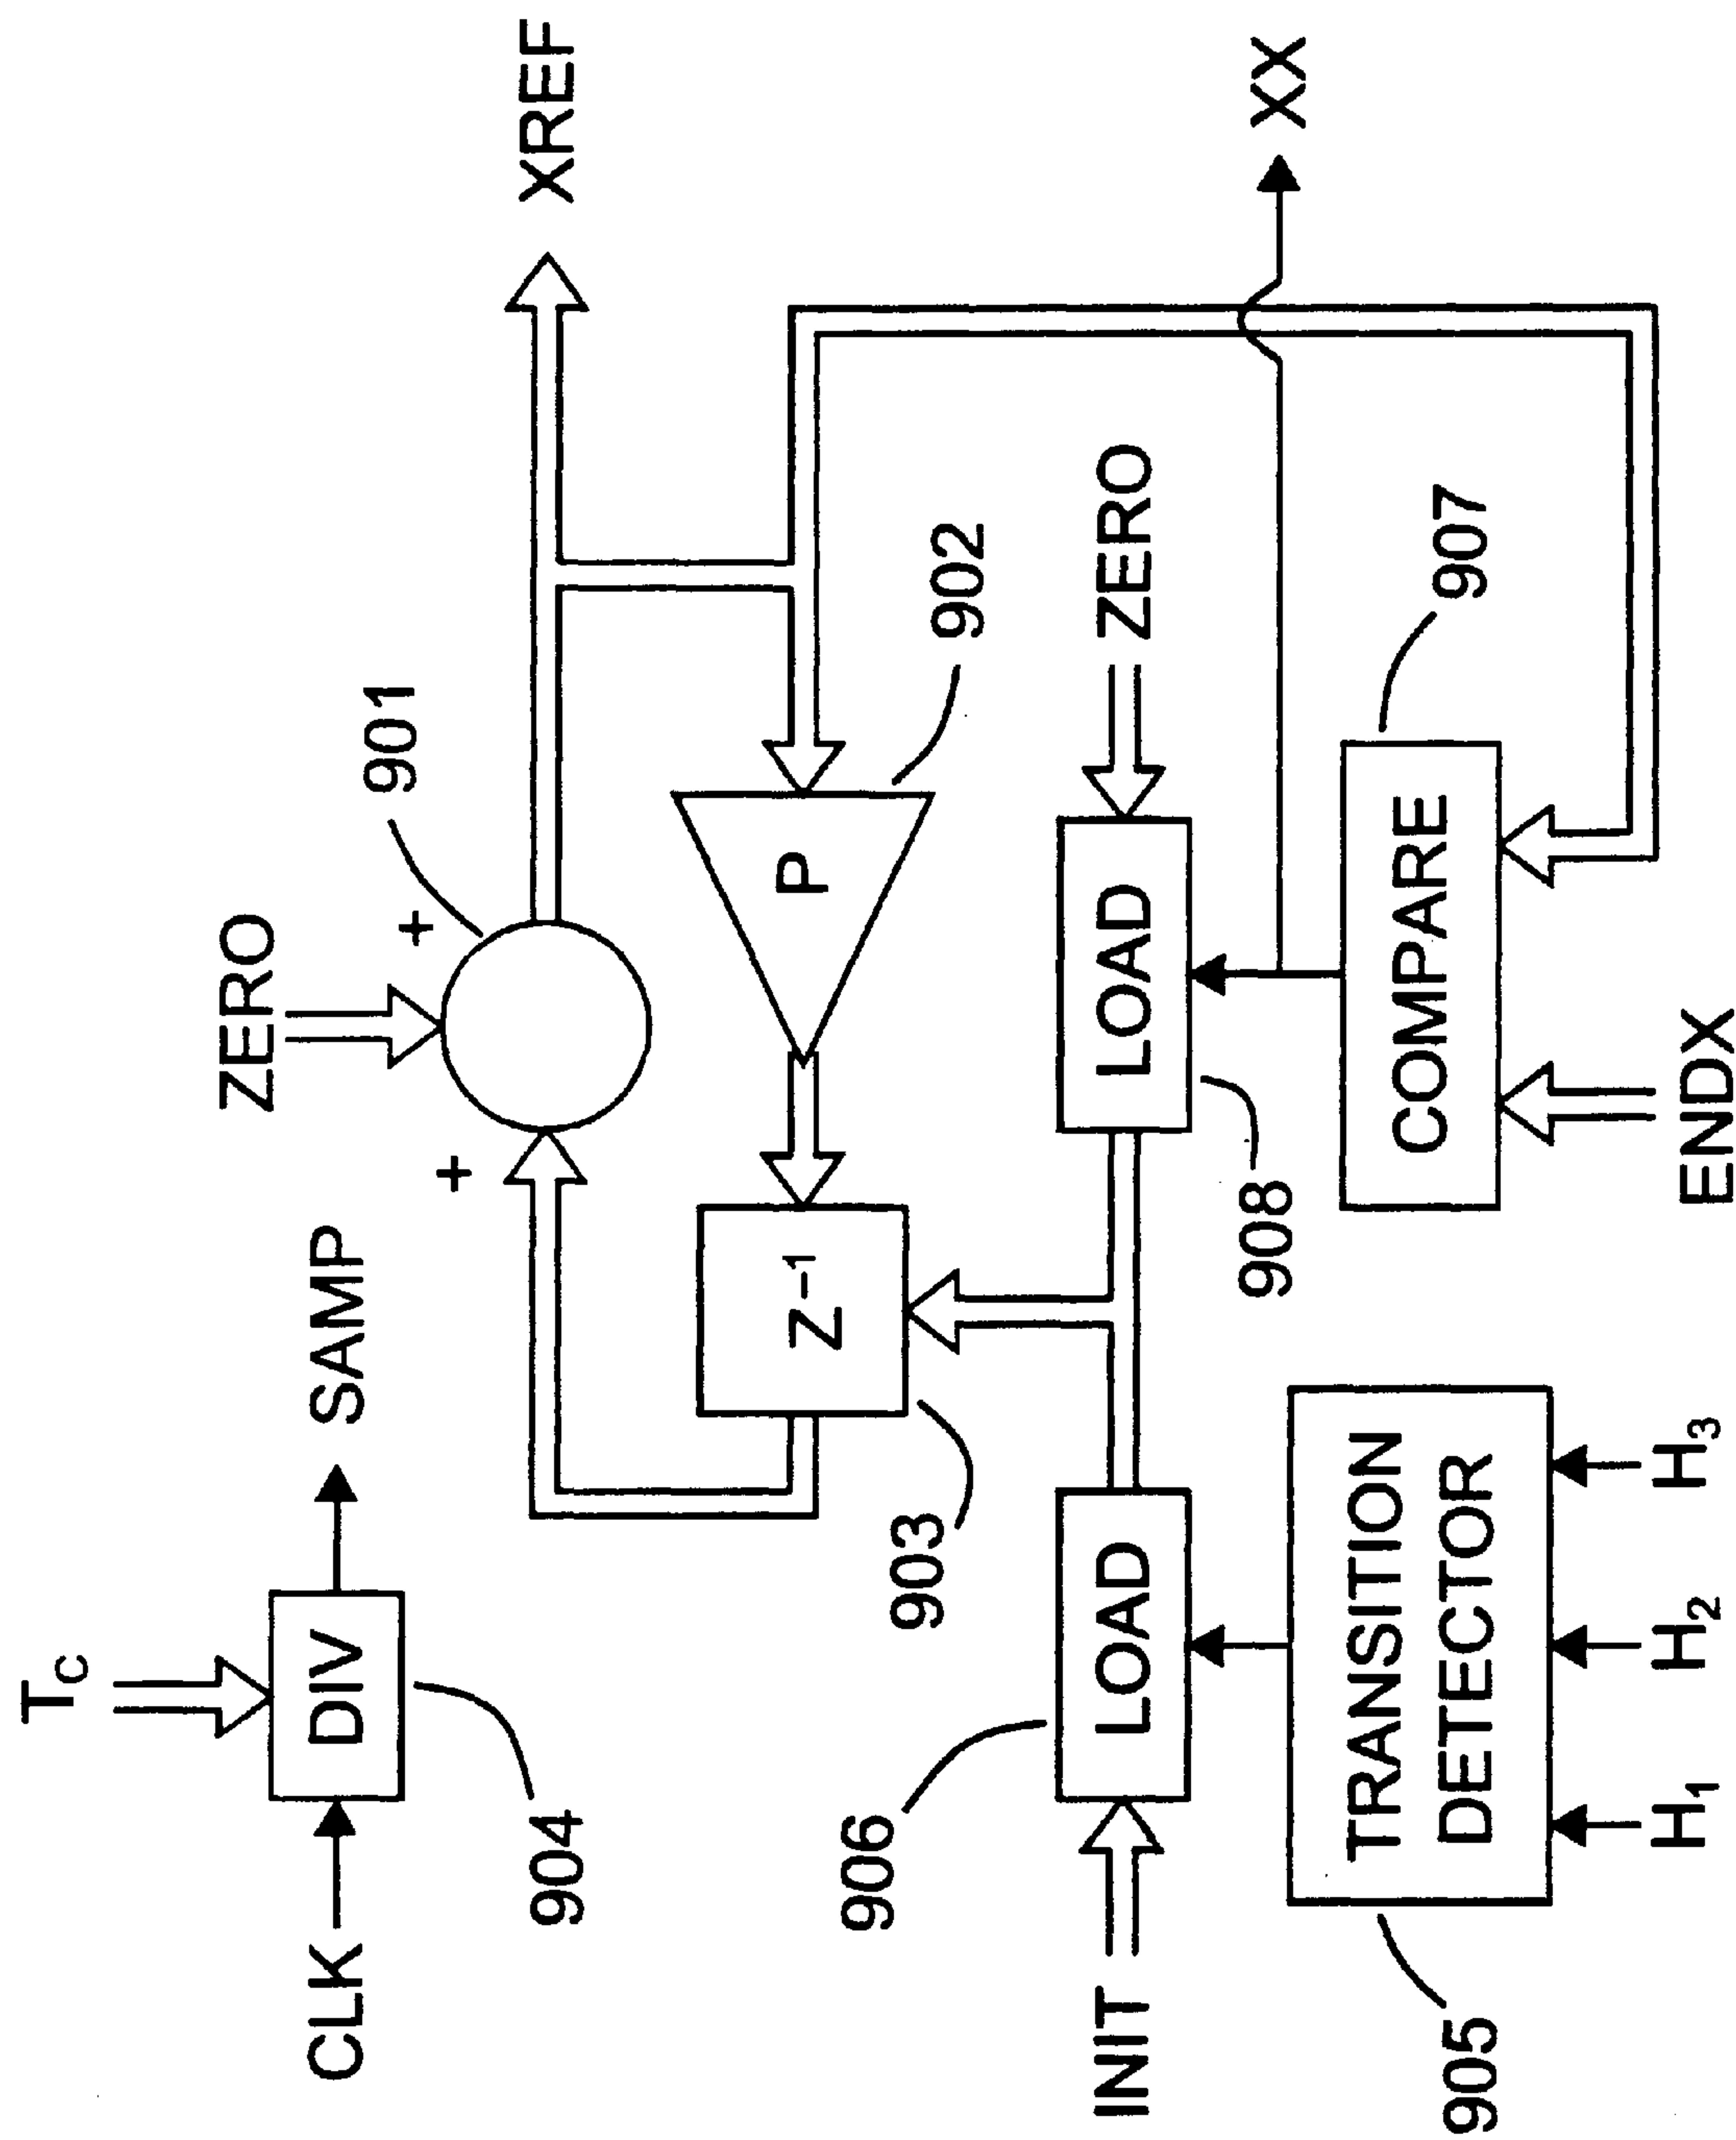 T_C
ZERO
CLK
DIV
SAMP
+
+
901
XREF
904
Z⁻¹
P
902
903
906
INIT
LOAD
908
LOAD
ZERO
XX
905
TRANSITION
DETECTOR
COMPARE
907
H₁
H₂
H₃
ENDX